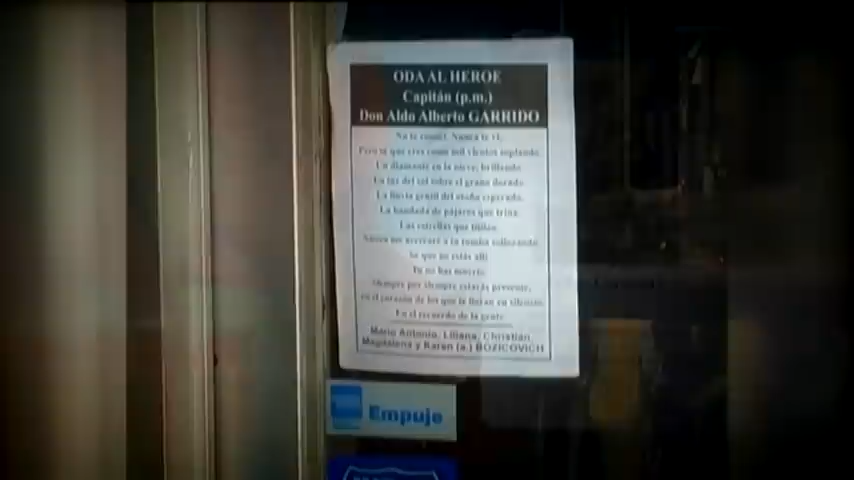 ODA AL HEROE
Capitán (p.m.)
Don Aldo Alberto GARRIDO
No te conocí. Nunca te vi.
Pero sé que eres como mil vientos soplando.
Un diamante en la nieve, brillando.
La luz del sol sobre el grano dorado.
La lluvia gentil del otoño esperado.
La bandada de pájaros que trina.
Las estrellas que titilan.
Nunca me acercaré a tu tumba sollozando.
Sé que no estás allí.
Tu no has muerto.
Siempre por siempre estarás presente,
en el corazón de los que te lloran en silencio.
En el recuerdo de la gente.
Mario Antonio, Liliana, Christian,
Magdalena y Karen (a.) BOZICOVICH
Empuje